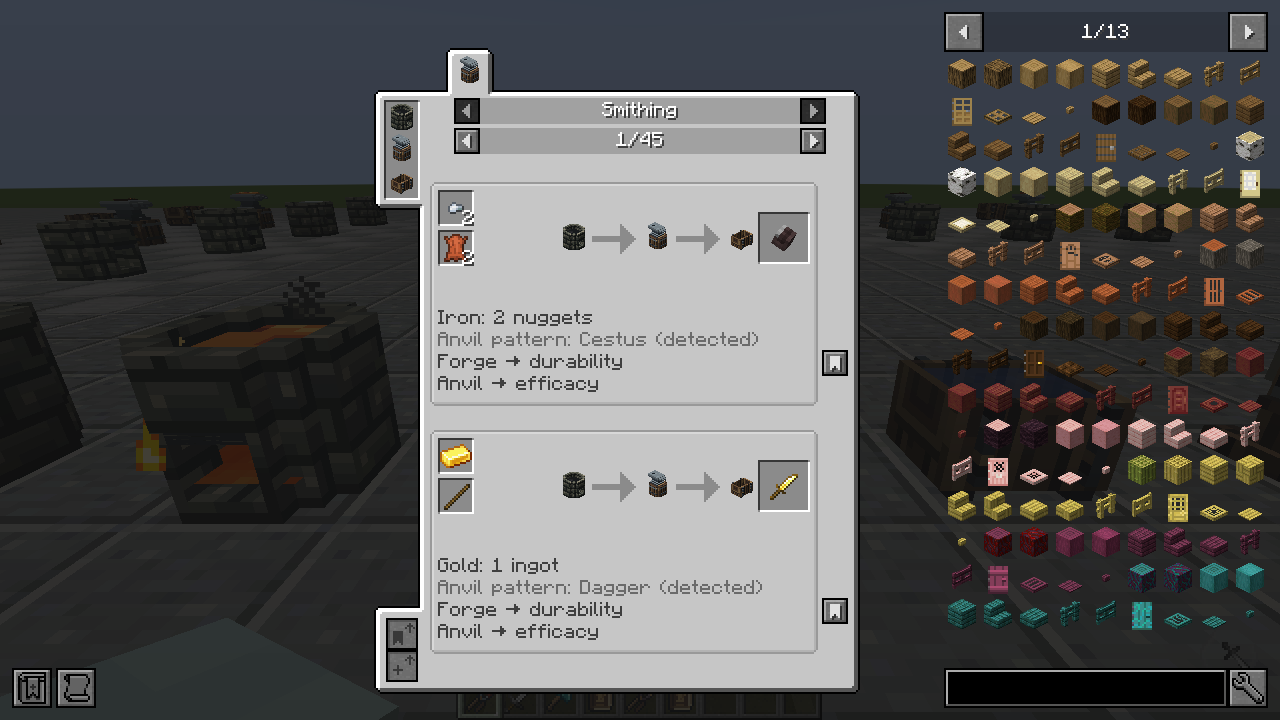 1/13
Smithing
1/45
2
2
Iron: 2 nuggets
Anvil pattern: Cestus (detected)
Forge → durability
Anvil → efficacy
Gold: 1 ingot
Anvil pattern: Dagger (detected)
Forge → durability
Anvil → efficacy